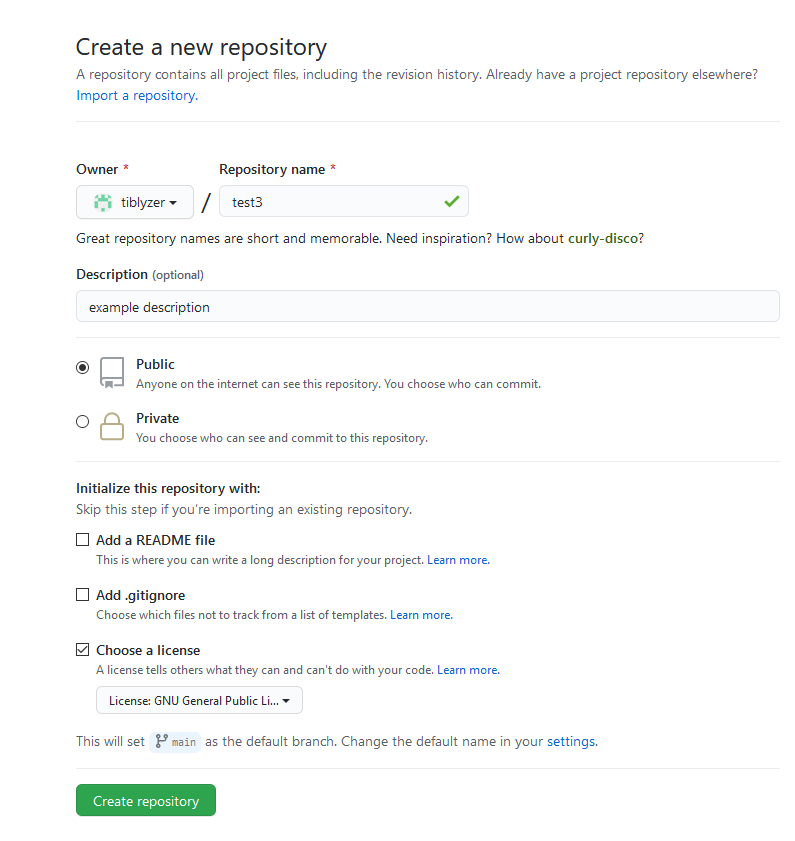 Create a new repository
A repository contains all project files, including the revision history. Already have a project repository elsewhere?
Import a repository.
Owner * Repository name *
tiblyzer / test3
Great repository names are short and memorable. Need inspiration? How about curly-disco?
Description (optional)
example description
Public
Anyone on the internet can see this repository. You choose who can commit.
Private
You choose who can see and commit to this repository.
Initialize this repository with:
Skip this step if you're importing an existing repository.
Add a README file
This is where you can write a long description for your project. Learn more.
Add .gitignore
Choose which files not to track from a list of templates. Learn more.
Choose a license
A license tells others what they can and can't do with your code. Learn more.
License: GNU General Public Li...
This will set main as the default branch. Change the default name in your settings.
Create repository